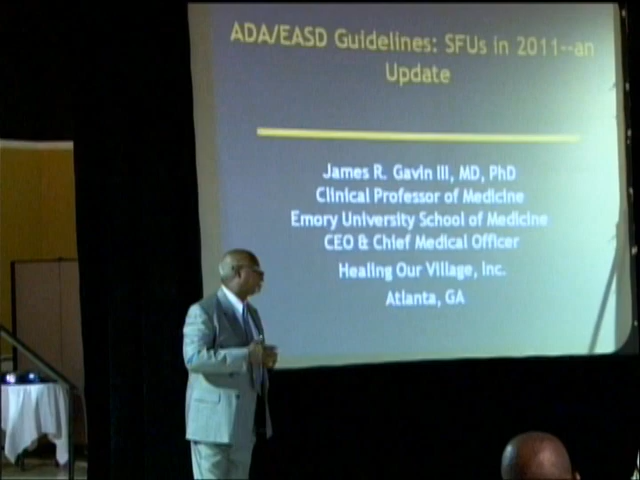 ADA/EASD Guidelines: SFUs in 2011--an
Update
James R. Gavin III, MD, PhD
Clinical Professor of Medicine
Emory University School of Medicine
CEO & Chief Medical Officer
Healing Our Village, Inc.
Atlanta, GA